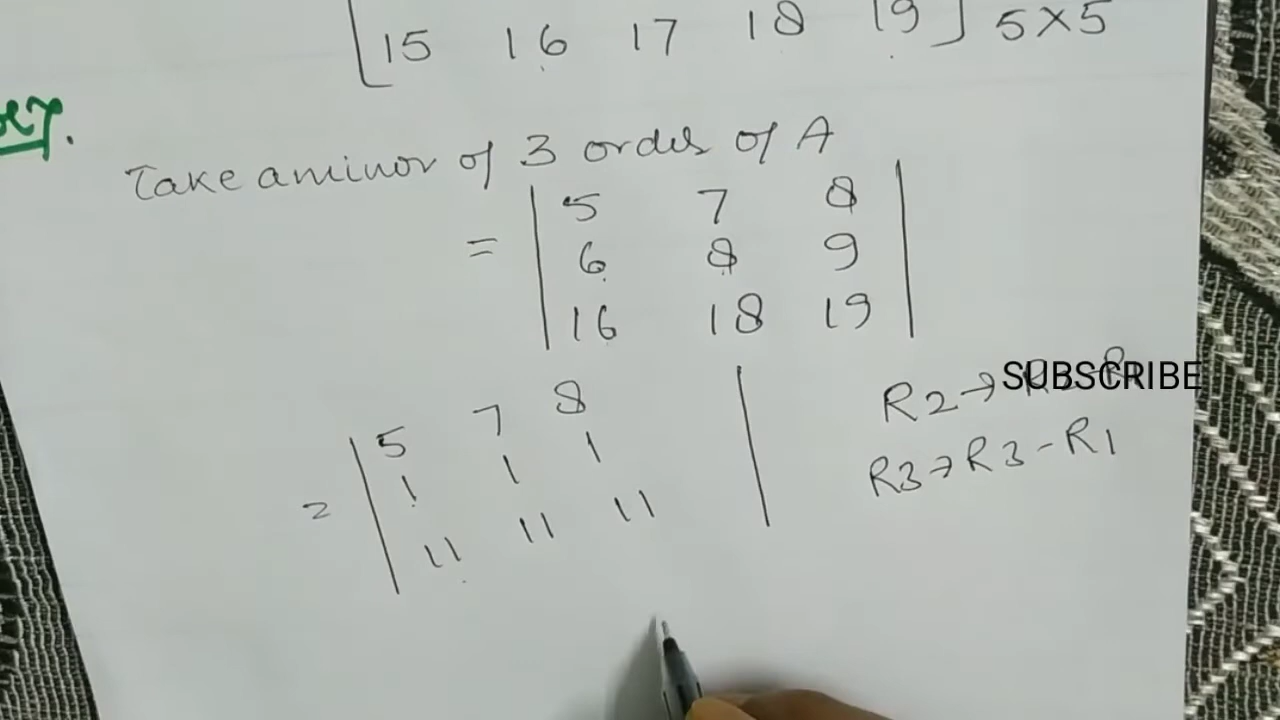 15 16 17 18 19 ] 5×5
Take a minor of 3 order of A
= | 5 7 8 |
| 6 8 9 |
| 16 18 19 |
= | 5 7 8 |
| 1 1 1 |
| 11 11 11 |
R2→
SUBSCRIBE
R3→R3-R1